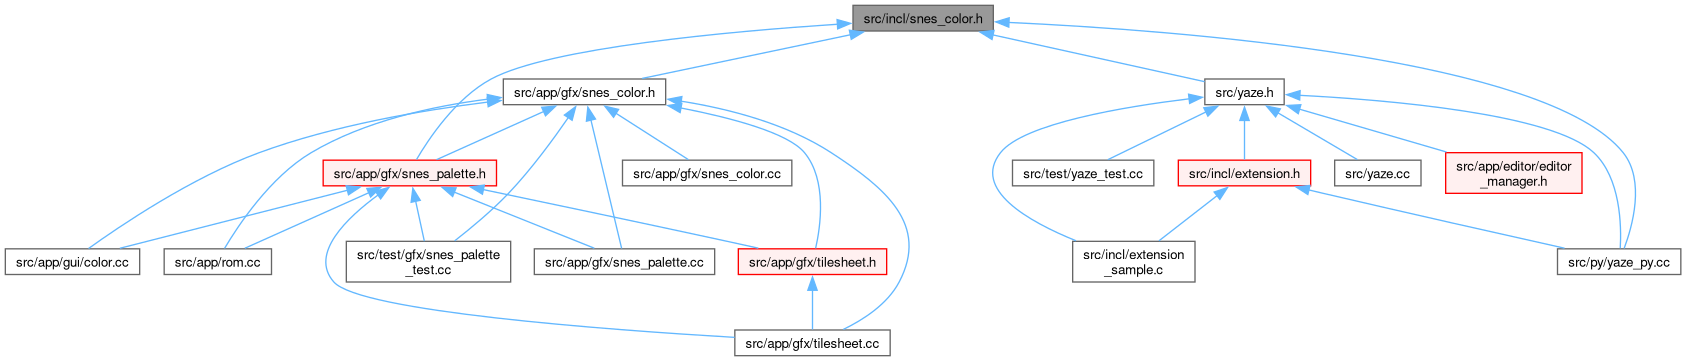 src/incl/snes_color.h
src/app/gfx/snes_color.h
src/yaze.h
src/app/gfx/snes_palette.h
src/app/gfx/snes_color.cc
src/test/yaze_test.cc
src/incl/extension.h
src/yaze.cc
src/app/editor/editor
_manager.h
src/app/gui/color.cc
src/app/rom.cc
src/test/gfx/snes_palette
_test.cc
src/app/gfx/snes_palette.cc
src/app/gfx/tilesheet.h
src/incl/extension
_sample.c
src/py/yaze_py.cc
src/app/gfx/tilesheet.cc